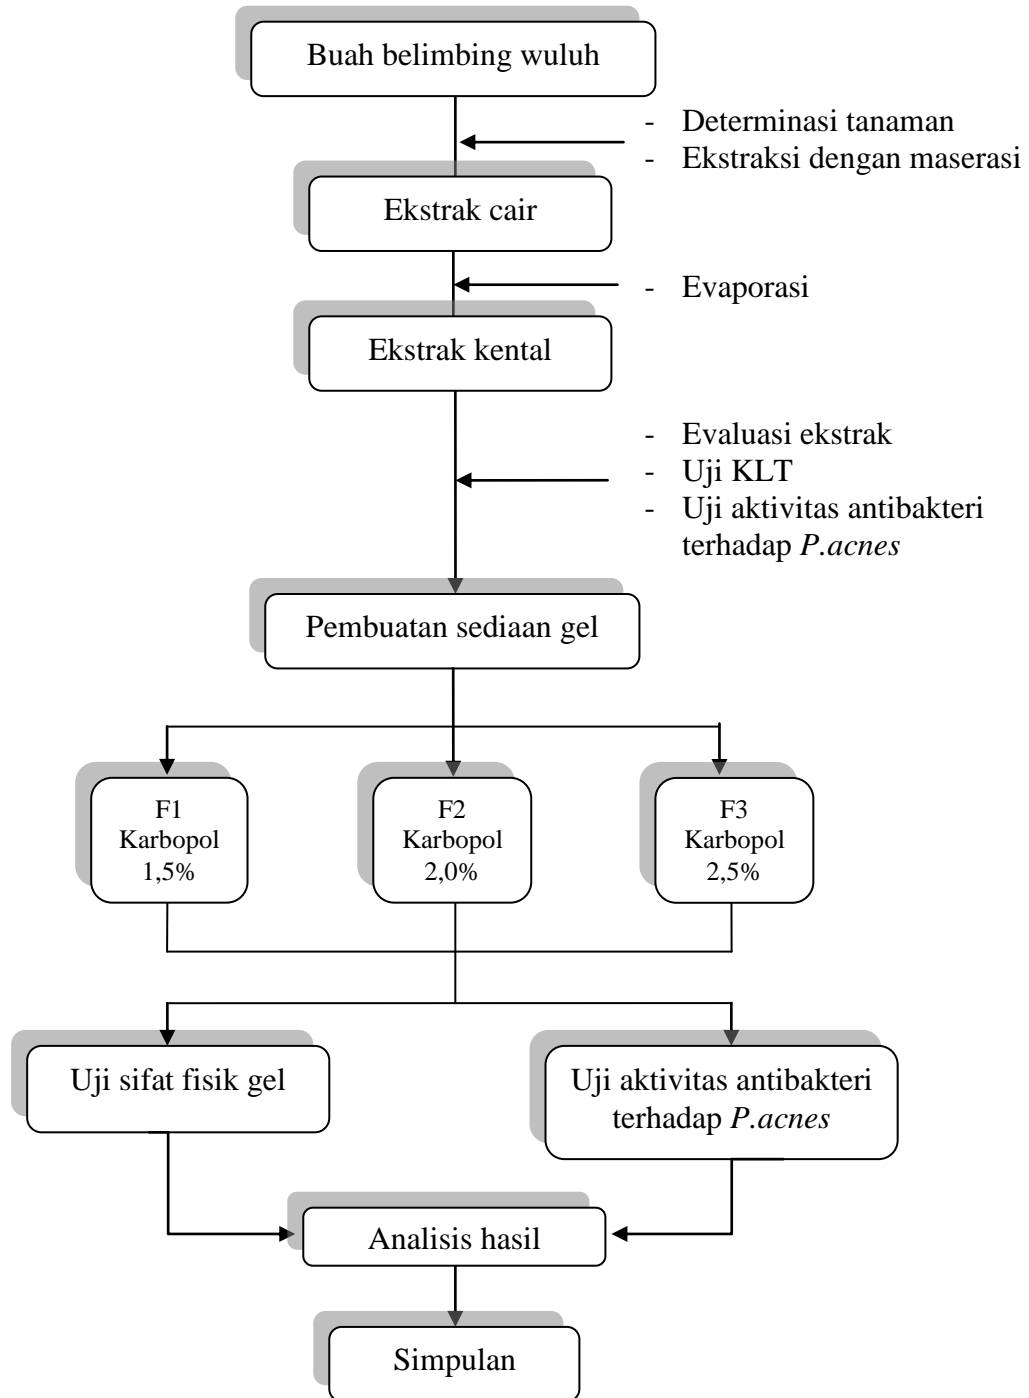 Buah belimbing wuluh
- Determinasi tanaman
- Ekstraksi dengan maserasi
Ekstrak cair
- Evaporasi
Ekstrak kental
- Evaluasi ekstrak
- Uji KLT
- Uji aktivitas antibakteri
terhadap P.acnes
Pembuatan sediaan gel
F1
Karbopol
1,5%
F2
Karbopol
2,0%
F3
Karbopol
2,5%
Uji sifat fisik gel
Uji aktivitas antibakteri
terhadap P.acnes
Analisis hasil
Simpulan